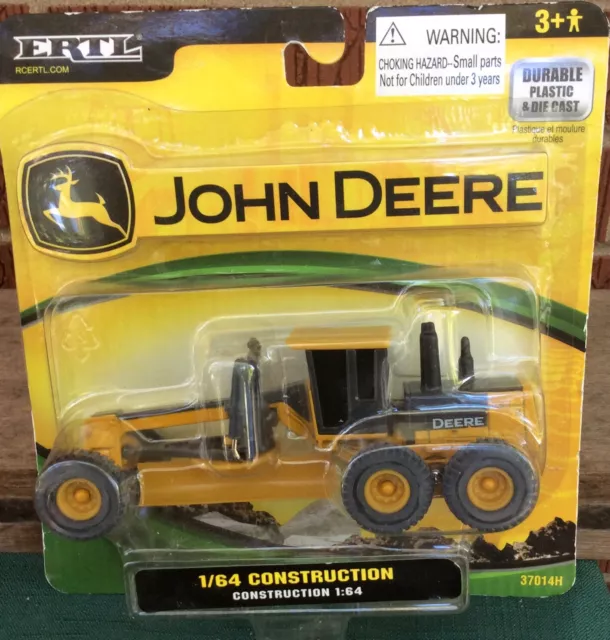 ERTL
RCERTL.COM
WARNING:
CHOKING HAZARD–Small parts
Not for Children under 3 years
3+
DURABLE
PLASTIC
& DIE CAST
Plastique et moulure
durables
JOHN DEERE
DEERE
1/64 CONSTRUCTION
CONSTRUCTION 1:64
37014H